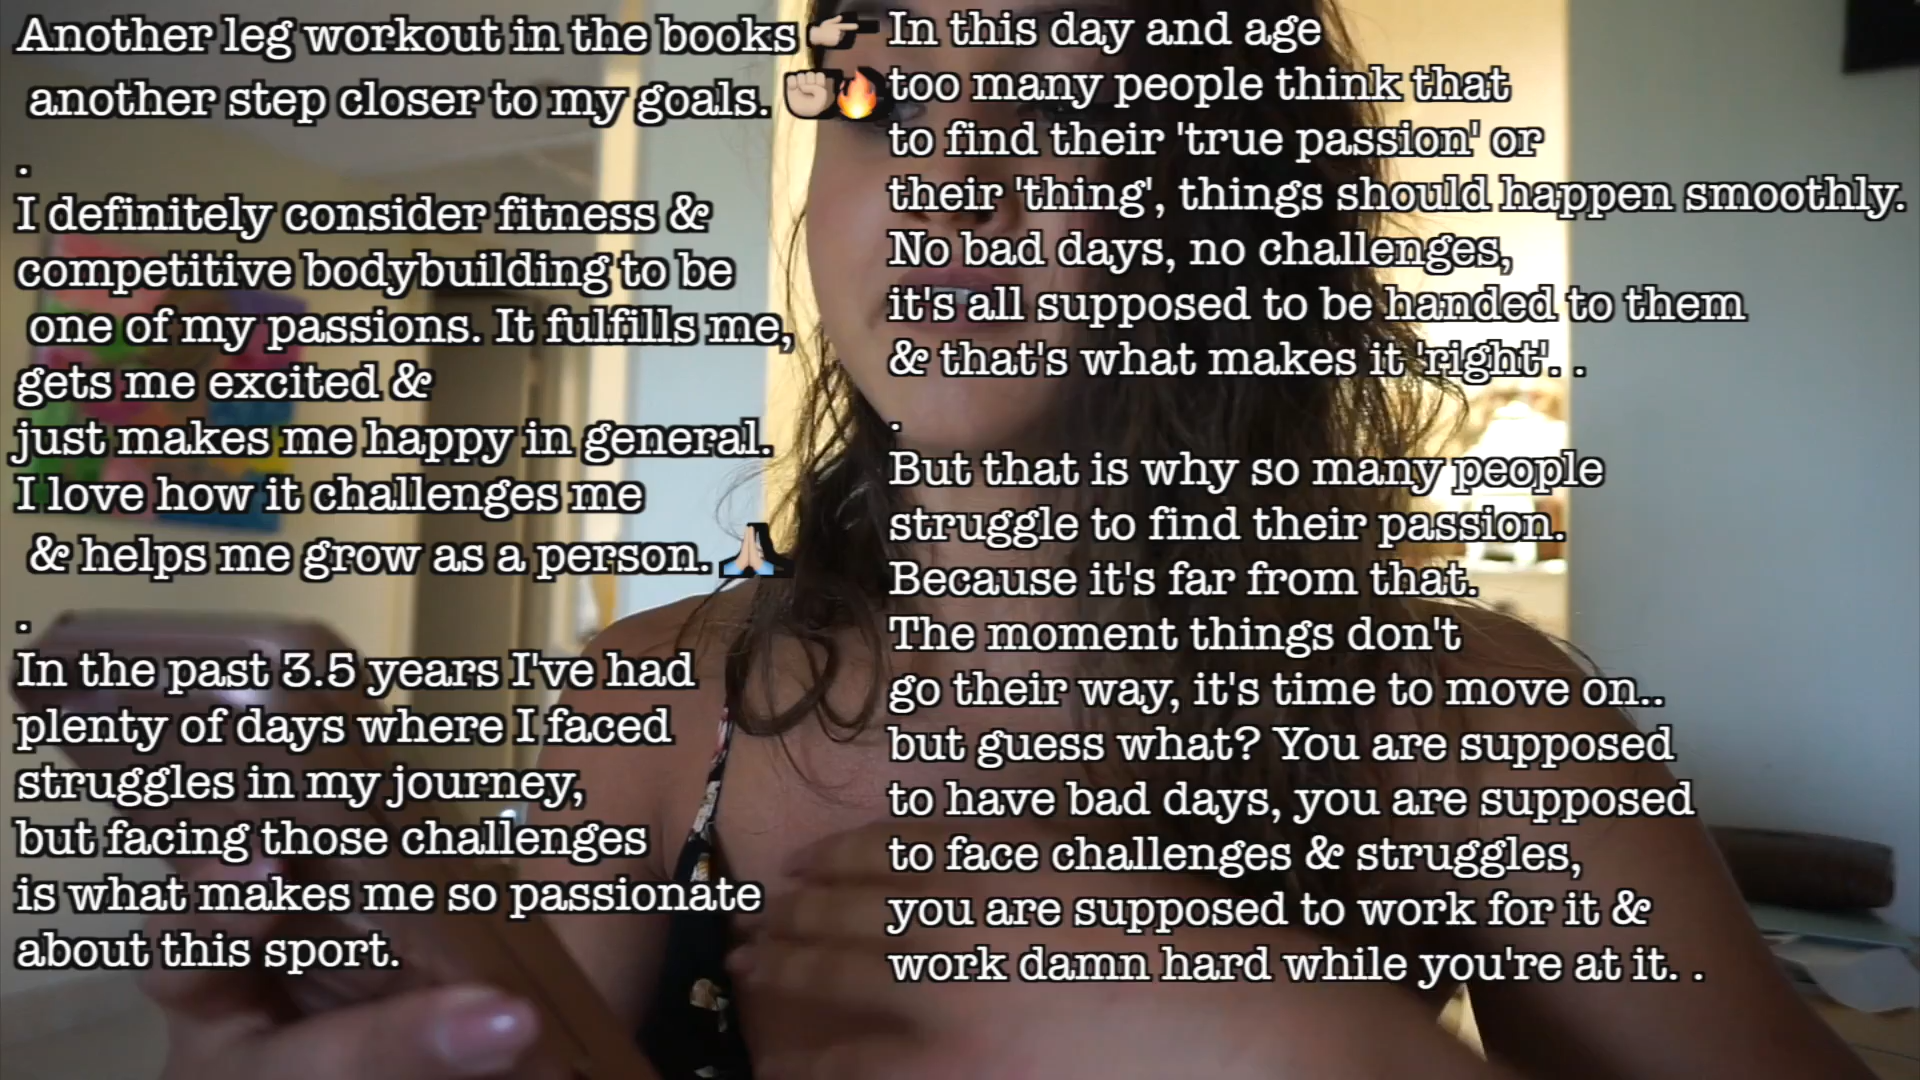 Another leg workout in the books 👉🏼
another step closer to my goals. ✊🏼🔥
.
I definitely consider fitness &
competitive bodybuilding to be
one of my passions. It fulfills me,
gets me excited &
just makes me happy in general.
I love how it challenges me
& helps me grow as a person. 🙏🏼
.
In the past 3.5 years I've had
plenty of days where I faced
struggles in my journey,
but facing those challenges
is what makes me so passionate
about this sport.
In this day and age
too many people think that
to find their 'true passion' or
their 'thing', things should happen smoothly.
No bad days, no challenges,
it's all supposed to be handed to them
& that's what makes it 'right'. .
.
But that is why so many people
struggle to find their passion.
Because it's far from that.
The moment things don't
go their way, it's time to move on..
but guess what? You are supposed
to have bad days, you are supposed
to face challenges & struggles,
you are supposed to work for it &
work damn hard while you're at it. .